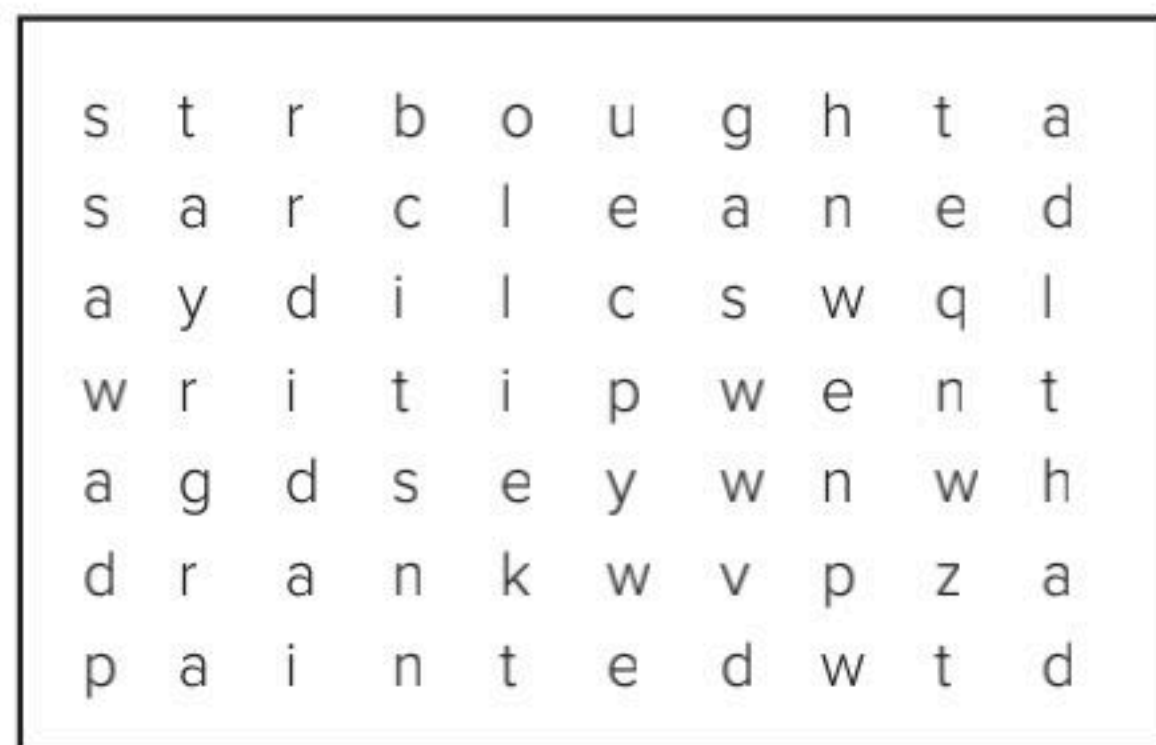 s t r b o u g h t a
s a r c l e a n e d
a y d i l c s w q l
w r i t i p w e n t
a g d s e y w n w h
d r a n k w v p z a
p a i n t e d w t d